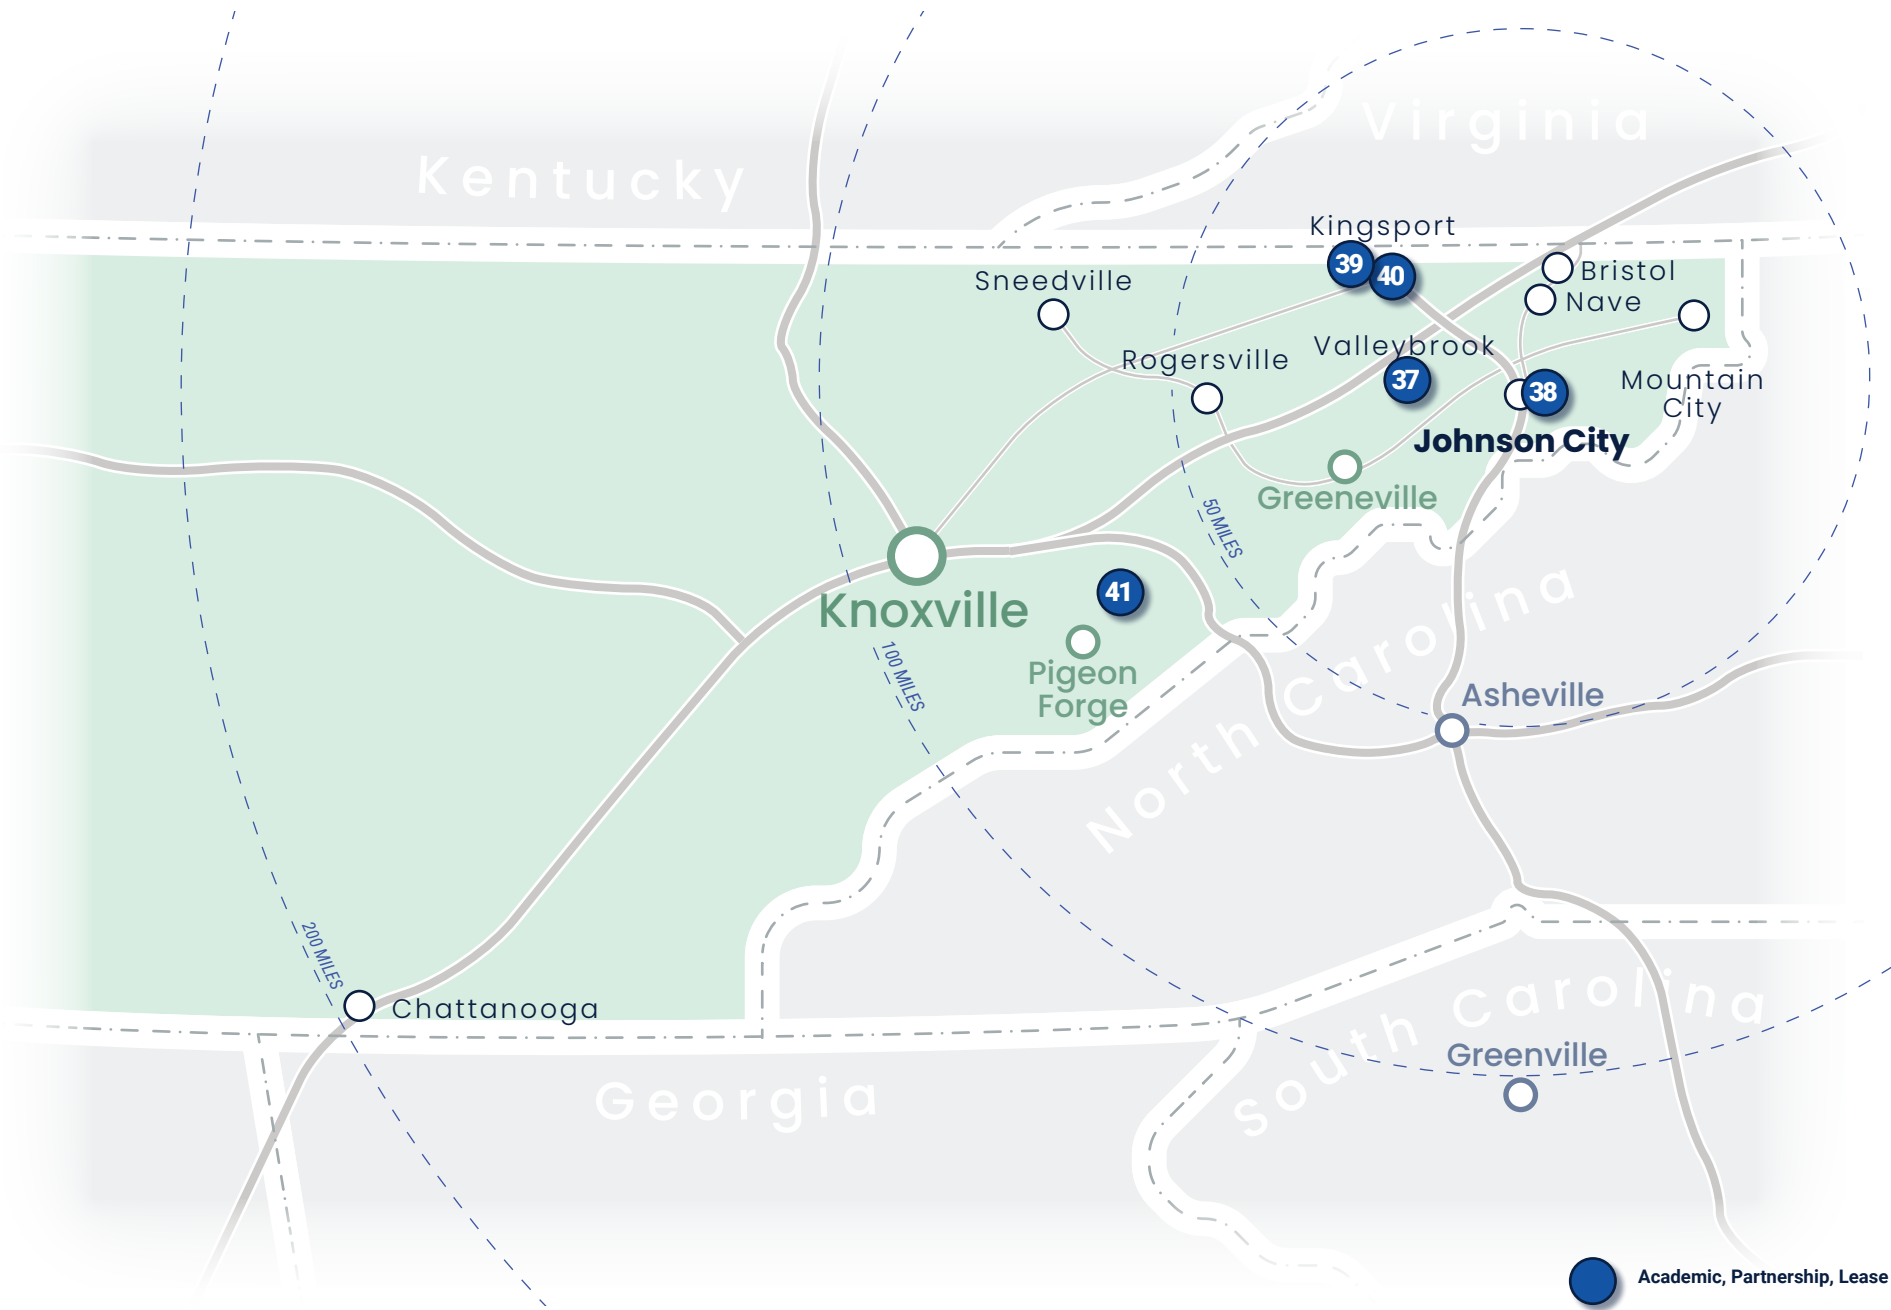 Virginia
Kentucky
Kingsport
39
40
Bristol
Sneedville
Nave
Valleybrook
Rogersville
37
38
Mountain
City
Johnson City
Greeneville
50 MILES
41
Knoxville
North Carolina
100 MILES
Pigeon
Forge
Asheville
200 MILES
Chattanooga
South Carolina
Greenville
Georgia
Academic, Partnership, Lease